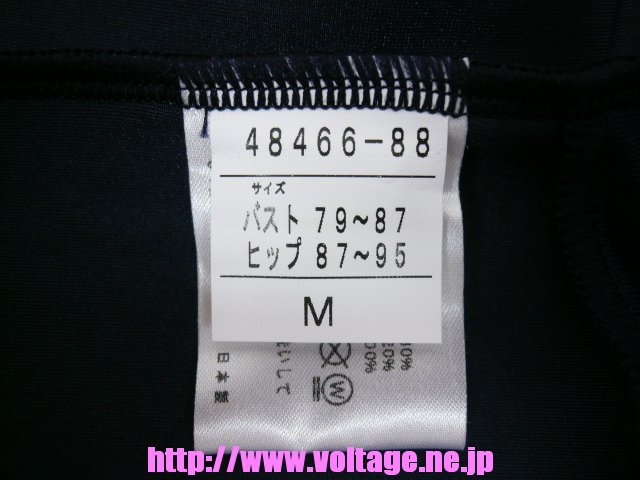 48466-88
サイズ
バスト 79~87
ヒップ 87~95
M
日本製
W
http://www.voltage.ne.jp